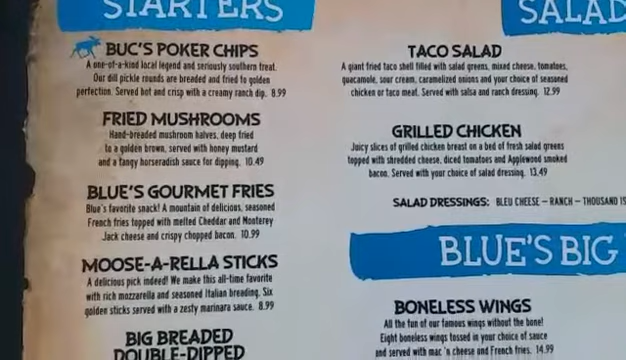 STARTERS
BUC'S POKER CHIPS
A one-of-a-kind local legend and seriously southern treat.
Our dill pickle rounds are breaded and fried to golden
perfection. Served hot and crisp with a creamy ranch dip. 8.99
FRIED MUSHROOMS
Hand-breaded mushroom halves, deep fried
to a golden brown, served with honey mustard
and a tangy horseradish sauce for dipping. 10.49
BLUE'S GOURMET FRIES
Blue's favorite snack! A mountain of delicious, seasoned
French fries topped with melted Cheddar and Monterey
Jack cheese and crispy chopped bacon. 10.99
MOOSE-A-RELLA STICKS
A delicious pick indeed! We make this all-time favorite
with rich mozzarella and seasoned Italian breading. Six
golden sticks served with a zesty marinara sauce. 8.99
BIG BREADED
DOUBLE-DIPPED
SALAD
TACO SALAD
A giant fried taco shell filled with salad greens, mixed cheese, tomatoes,
guacamole, sour cream, caramelized onions and your choice of seasoned
chicken or taco meat. Served with salsa and ranch dressing. 12.99
GRILLED CHICKEN
Juicy slices of grilled chicken breast on a bed of fresh salad greens
topped with shredded cheese, diced tomatoes and Applewood smoked
bacon. Served with your choice of salad dressing. 13.49
SALAD DRESSINGS: BLEU CHEESE – RANCH – THOUSAND IS
BLUE'S BIG
BONELESS WINGS
All the fun of our famous wings without the bone!
Eight boneless wings tossed in your choice of sauce
and served with mac 'n cheese and French fries. 14.99